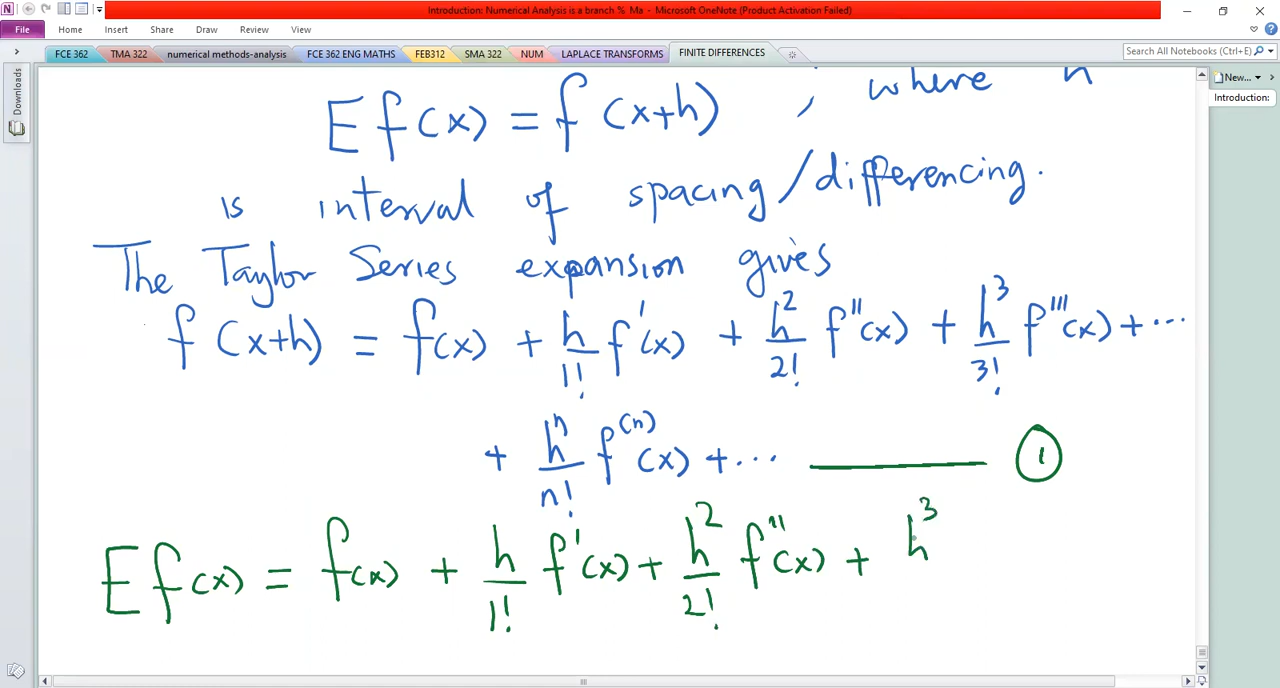 Introduction: Numerical Analysis is a branch % Ma - Microsoft OneNote (Product Activation Failed)
File Home Insert Share Draw Review View
FCE 362 TMA 322 numerical methods-analysis FCE 362 ENG MATHS FEB312 SMA 322 NUM LAPLACE TRANSFORMS FINITE DIFFERENCES Search All Notebooks (Ctrl+E)
Downloads
New...
Introduction:
E f(x) = f(x+h) , where h
is interval of spacing/differencing.
The Taylor Series expansion gives
f(x+h) = f(x) + h/1! f'(x) + h²/2! f''(x) + h³/3! f'''(x) + ...
+ hⁿ/n! f⁽ⁿ⁾(x) + ... ——— ①
E f(x) = f(x) + h/1! f'(x) + h²/2! f''(x) + h³